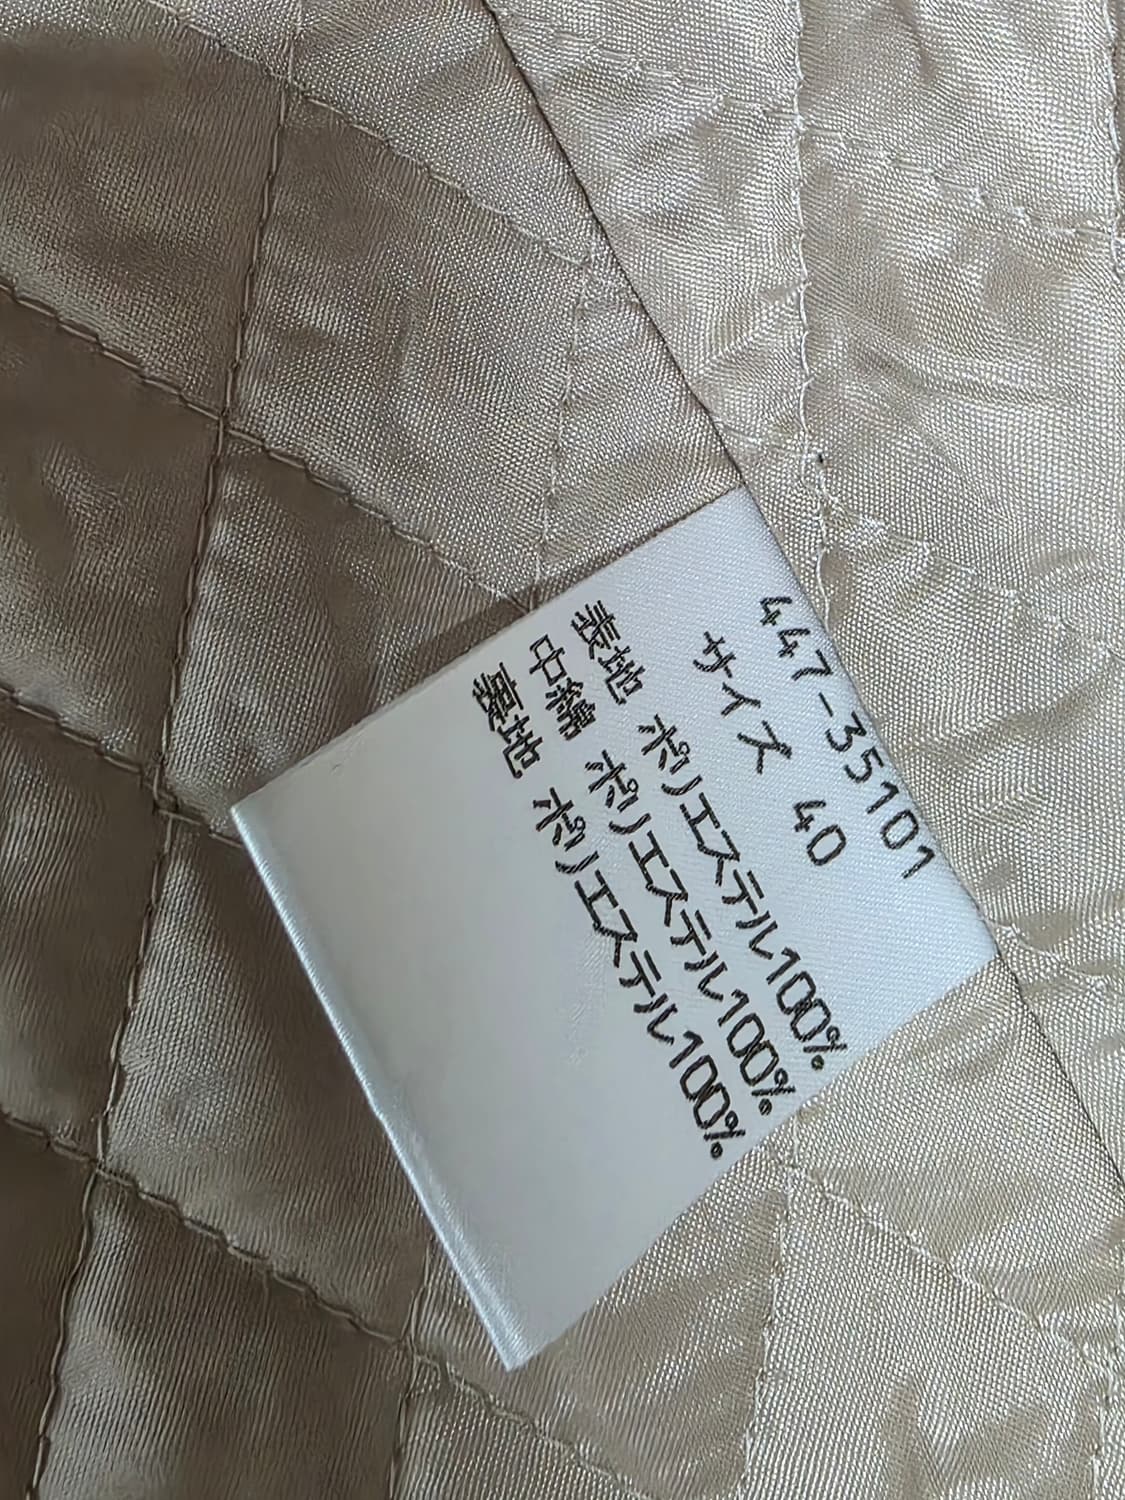 447-35101
サイズ 40
表地 ポリエステル100%
中綿 ポリエステル100%
裏地 ポリエステル100%